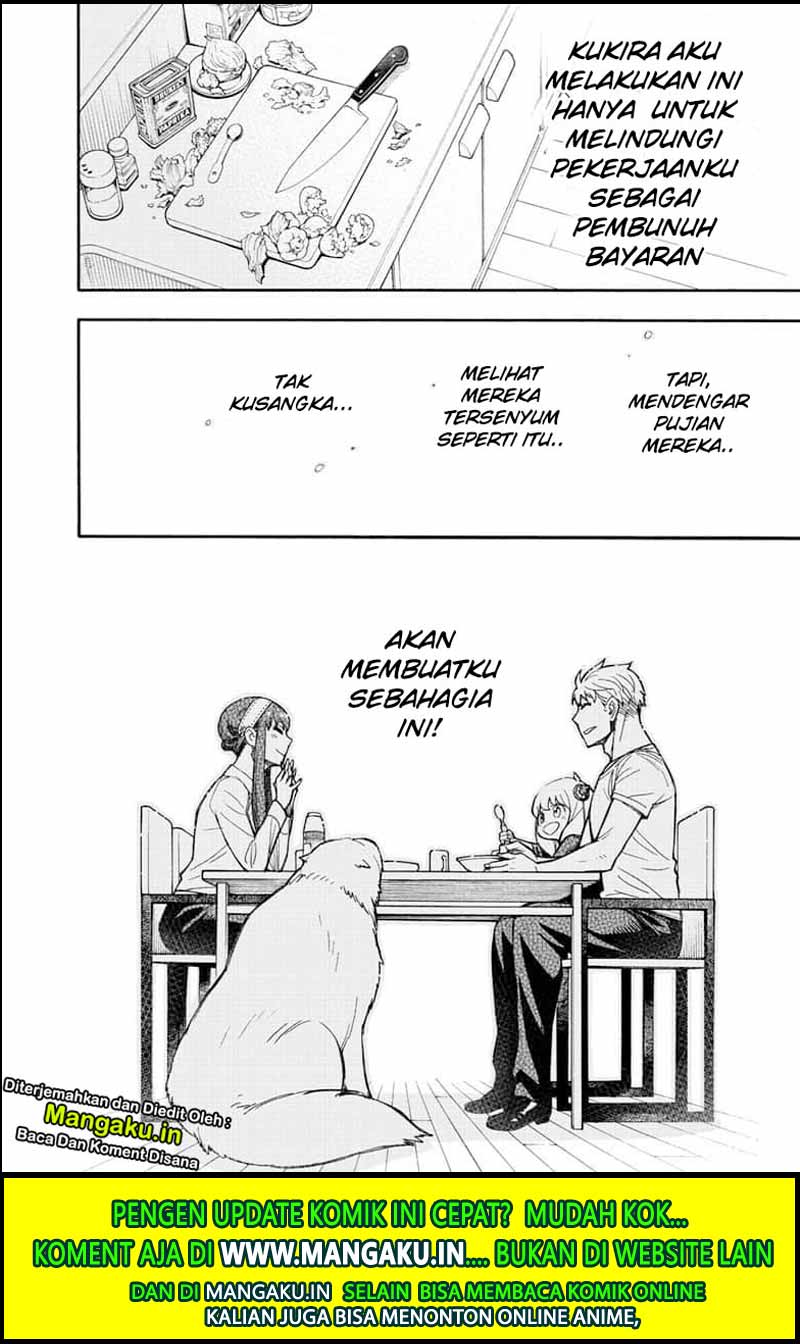 KUKIRA AKU
MELAKUKAN INI
HANYA UNTUK
MELINDUNGI
PEKERJAANKU
SEBAGAI
PEMBUNUH
BAYARAN
PAPRIKA
TAPI,
MENDENGAR
PUJIAN
MEREKA..
MELIHAT
MEREKA
TERSENYUM
SEPERTI ITU..
TAK
KUSANGKA...
AKAN
MEMBUATKU
SEBAHAGIA
INI!
Diterjemahkan dan Diedit Oleh :
Mangaku.in
Baca Dan Koment Disana
PENGEN UPDATE KOMIK INI CEPAT? MUDAH KOK...
KOMENT AJA DI WWW.MANGAKU.IN.... BUKAN DI WEBSITE LAIN
DAN DI MANGAKU.IN SELAIN BISA MEMBACA KOMIK ONLINE
KALIAN JUGA BISA MENONTON ONLINE ANIME,